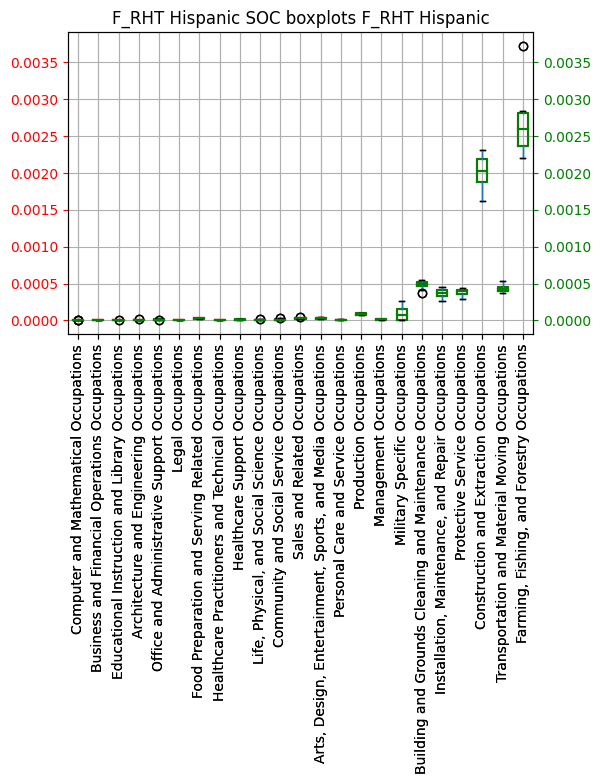 F_RHT Hispanic SOC boxplots F_RHT Hispanic
0.0035 0.0035
0.0030 0.0030
0.0025 0.0025
0.0020 0.0020
0.0015 0.0015
0.0010 0.0010
0.0005 0.0005
0.0000 0.0000
Computer and Mathematical Occupations
Business and Financial Operations Occupations
Educational Instruction and Library Occupations
Architecture and Engineering Occupations
Office and Administrative Support Occupations
Legal Occupations
Food Preparation and Serving Related Occupations
Healthcare Practitioners and Technical Occupations
Healthcare Support Occupations
Life, Physical, and Social Science Occupations
Community and Social Service Occupations
Sales and Related Occupations
Arts, Design, Entertainment, Sports, and Media Occupations
Personal Care and Service Occupations
Production Occupations
Management Occupations
Military Specific Occupations
Building and Grounds Cleaning and Maintenance Occupations
Installation, Maintenance, and Repair Occupations
Protective Service Occupations
Construction and Extraction Occupations
Transportation and Material Moving Occupations
Farming, Fishing, and Forestry Occupations